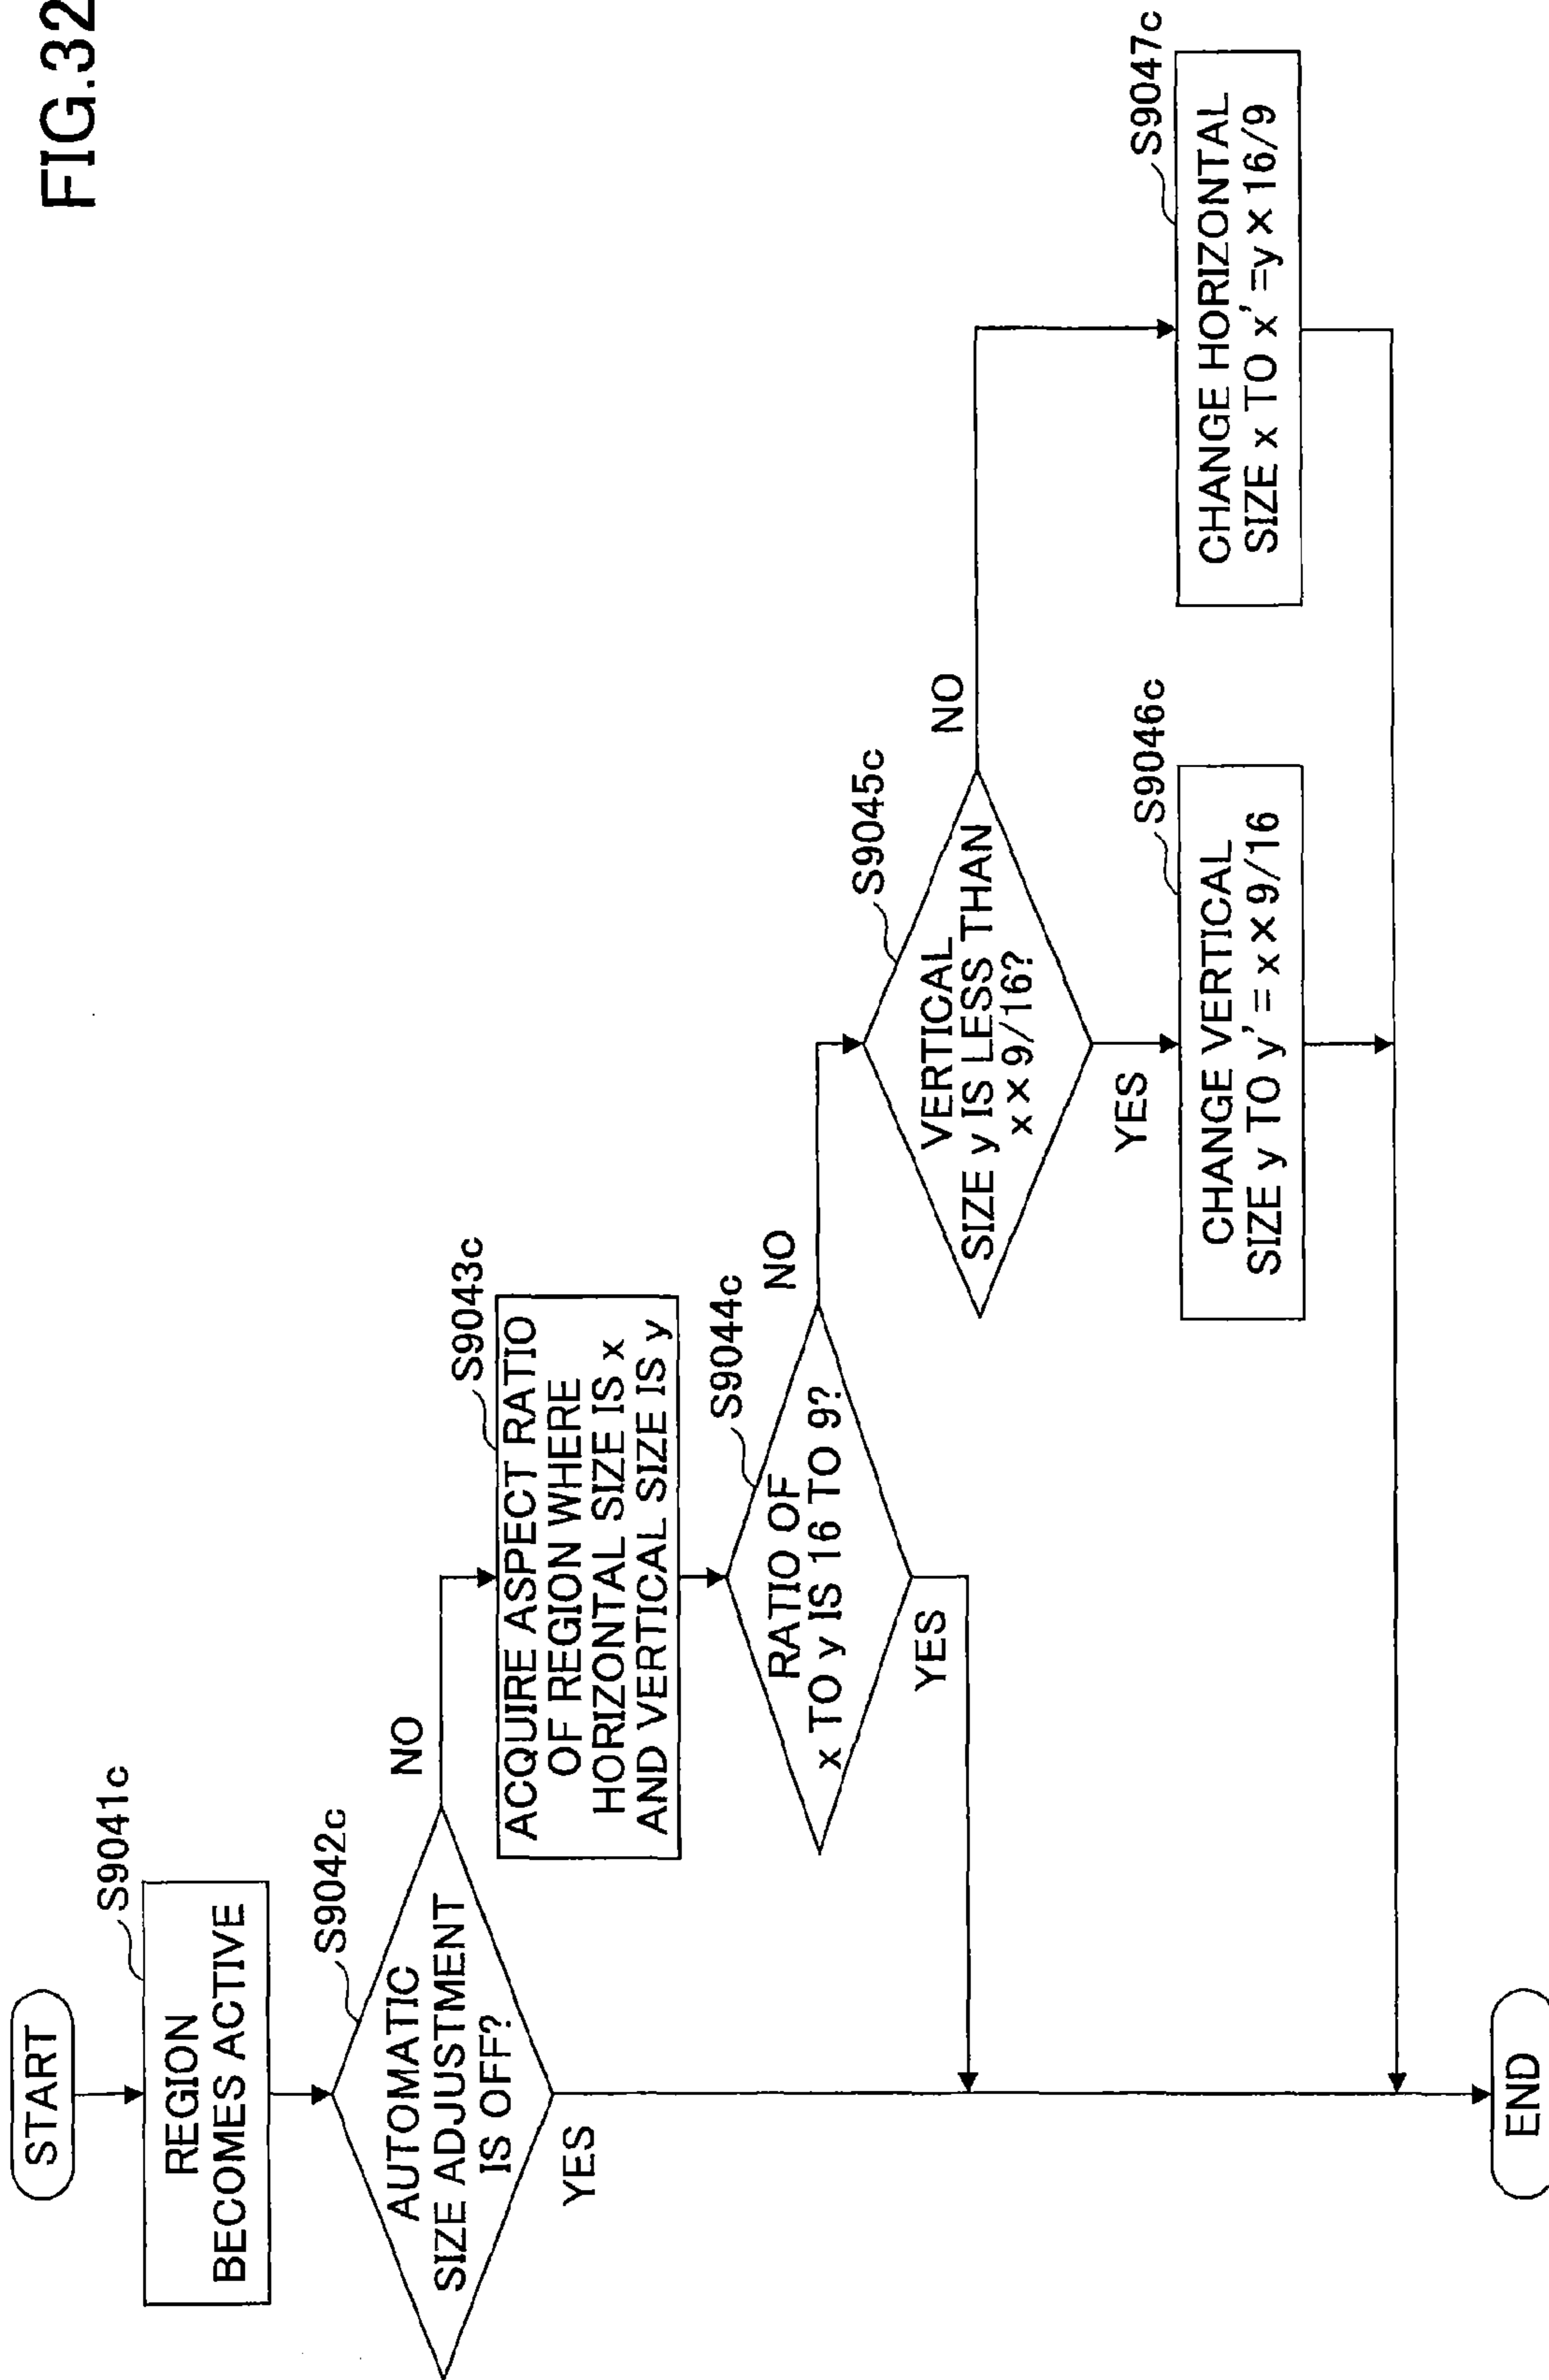 FIG.32
START
S9041c
REGION
BECOMES ACTIVE
S9042c
AUTOMATIC
SIZE ADJUSTMENT
IS OFF?
NO
YES
S9043c
ACQUIRE ASPECT RATIO
OF REGION WHERE
HORIZONTAL SIZE IS x
AND VERTICAL SIZE IS y
S9044c
RATIO OF
x TO y IS 16 TO 9?
NO
YES
S9045c
VERTICAL
SIZE y IS LESS THAN
x × 9/16?
NO
YES
S9046c
CHANGE VERTICAL
SIZE y TO y' = x × 9/16
S9047c
CHANGE HORIZONTAL
SIZE x TO x' =y × 16/9
END